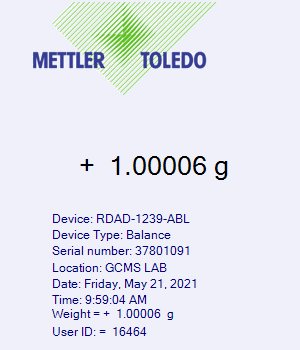 METTLER TOLEDO
+ 1.00006 g
Device: RDAD-1239-ABL
Device Type: Balance
Serial number: 37801091
Location: GCMS LAB
Date: Friday, May 21, 2021
Time: 9:59:04 AM
Weight = + 1.00006 g
User ID: = 16464